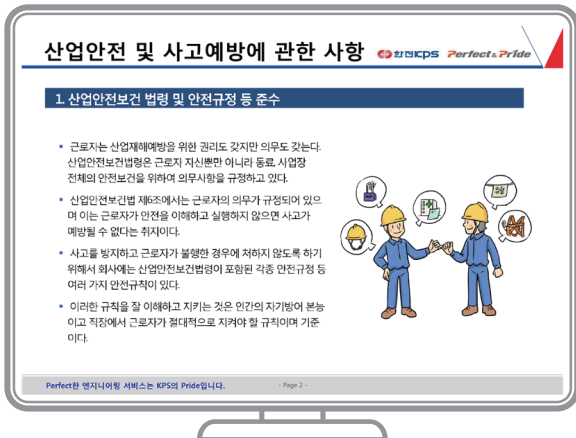 산업안전 및 사고예방에 관한 사항
한전KPS Perfect & Pride
1. 산업안전보건 법령 및 안전규정 등 준수
▪ 근로자는 산업재해예방을 위한 권리도 갖지만 의무도 갖는다.
산업안전보건법령은 근로지 자신뿐만 아니라 동료, 사업장
전체의 안전보건을 위하여 의무사항을 규정하고 있다.
▪ 산업안전보건법 제6조에서는 근로자의 의무가 규정되어 있으
며 이는 근로자가 안전을 이해하고 실행하지 않으면 사고가
예방될 수 없다는 취지이다.
▪ 사고를 방지하고 근로자가 불행한 경우에 처하지 않도록 하기
위해서 회사에는 산업안전보건법령이 포함된 각종 안전규정 등
여러 가지 안전규칙이 있다.
▪ 이러한 규칙을 잘 이해하고 지키는 것은 인간의 자기방어 본능
이고 직장에서 근로자가 절대적으로 지켜야 할 규칙이며 기준
이다.
Perfect한 엔지니어링 서비스는 KPS의 Pride입니다.
- Page 2 -